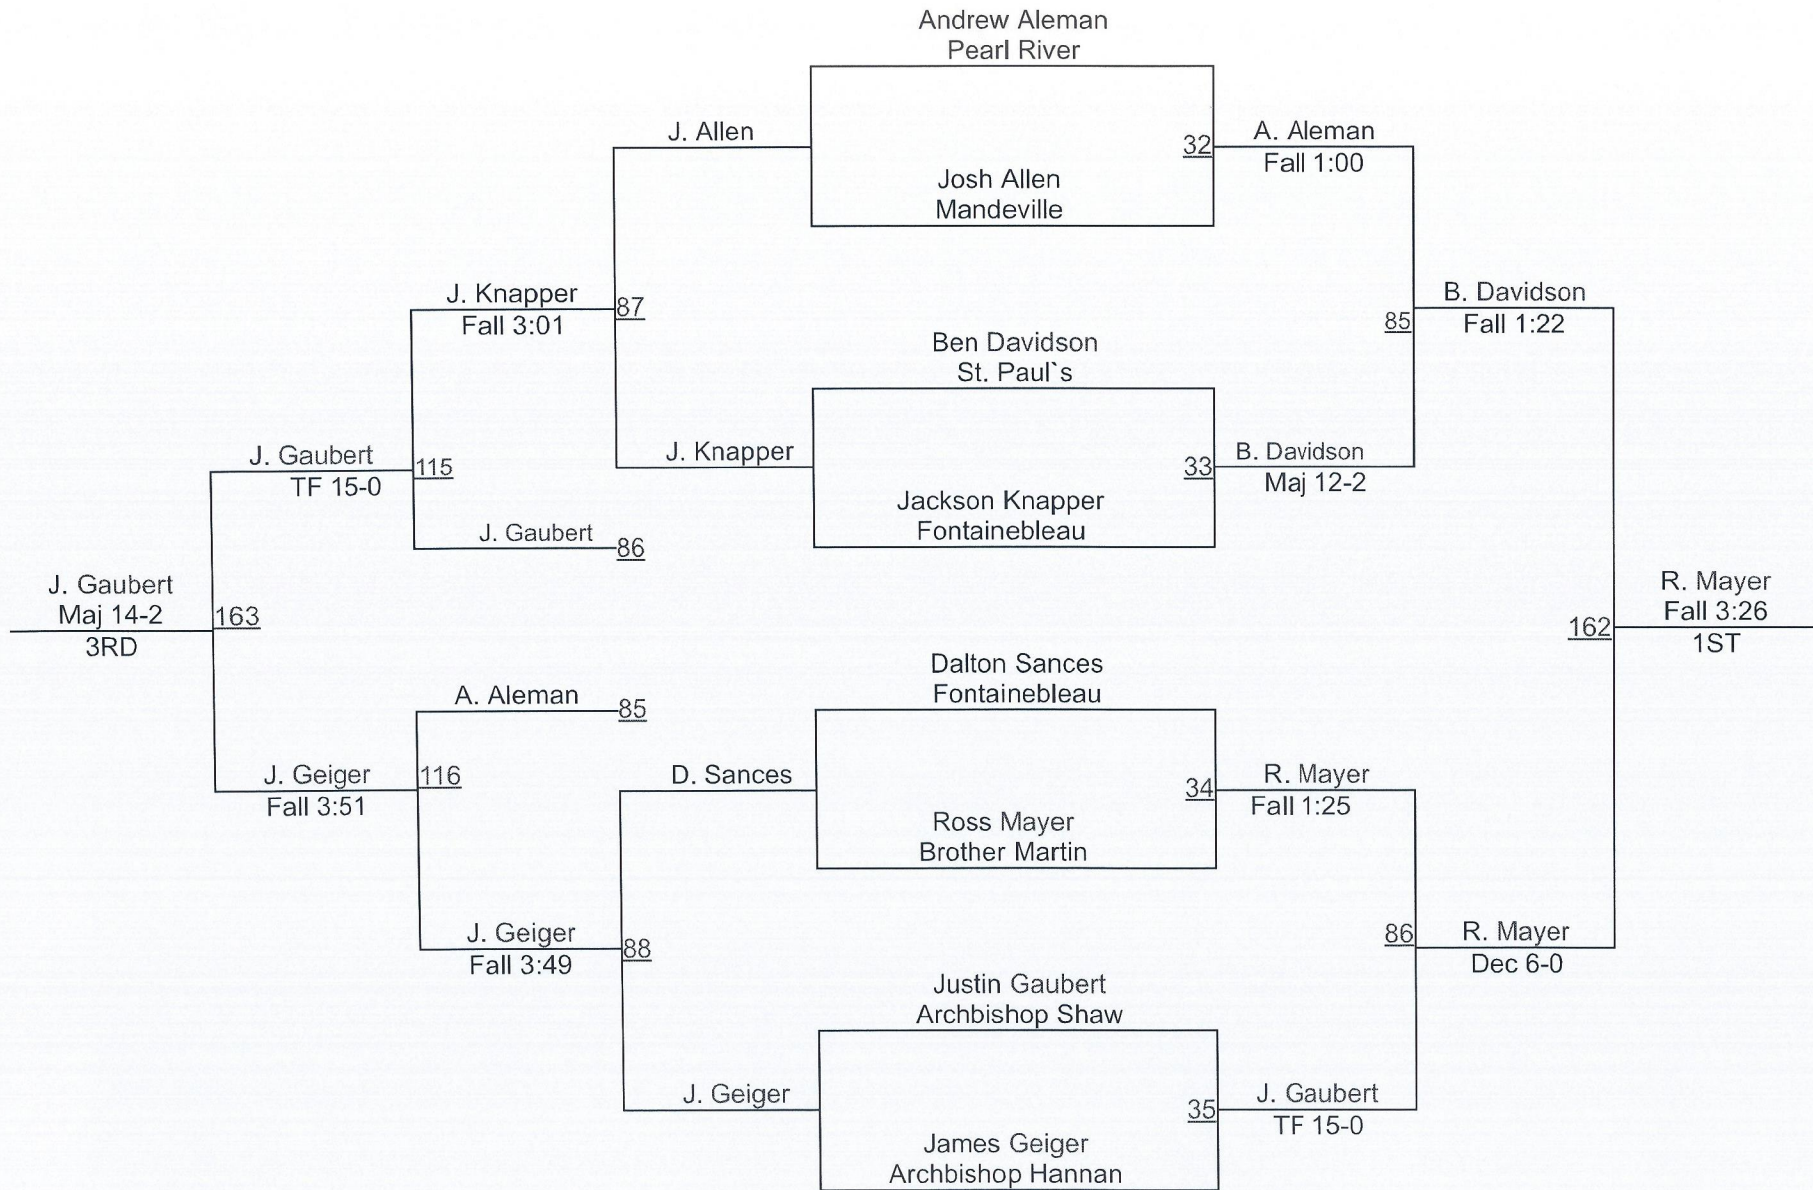 Andrew Aleman
Pearl River
J. Allen
32
A. Aleman
Fall 1:00
Josh Allen
Mandeville
J. Knapper
Fall 3:01
87
B. Davidson
Fall 1:22
85
Ben Davidson
St. Paul`s
J. Gaubert
TF 15-0
115
J. Knapper
33
B. Davidson
Maj 12-2
Jackson Knapper
Fontainebleau
J. Gaubert
86
J. Gaubert
Maj 14-2
3RD
163
162
R. Mayer
Fall 3:26
1ST
Dalton Sances
Fontainebleau
A. Aleman
85
J. Geiger
Fall 3:51
116
D. Sances
34
R. Mayer
Fall 1:25
Ross Mayer
Brother Martin
J. Geiger
Fall 3:49
88
86
R. Mayer
Dec 6-0
Justin Gaubert
Archbishop Shaw
J. Geiger
35
J. Gaubert
TF 15-0
James Geiger
Archbishop Hannan